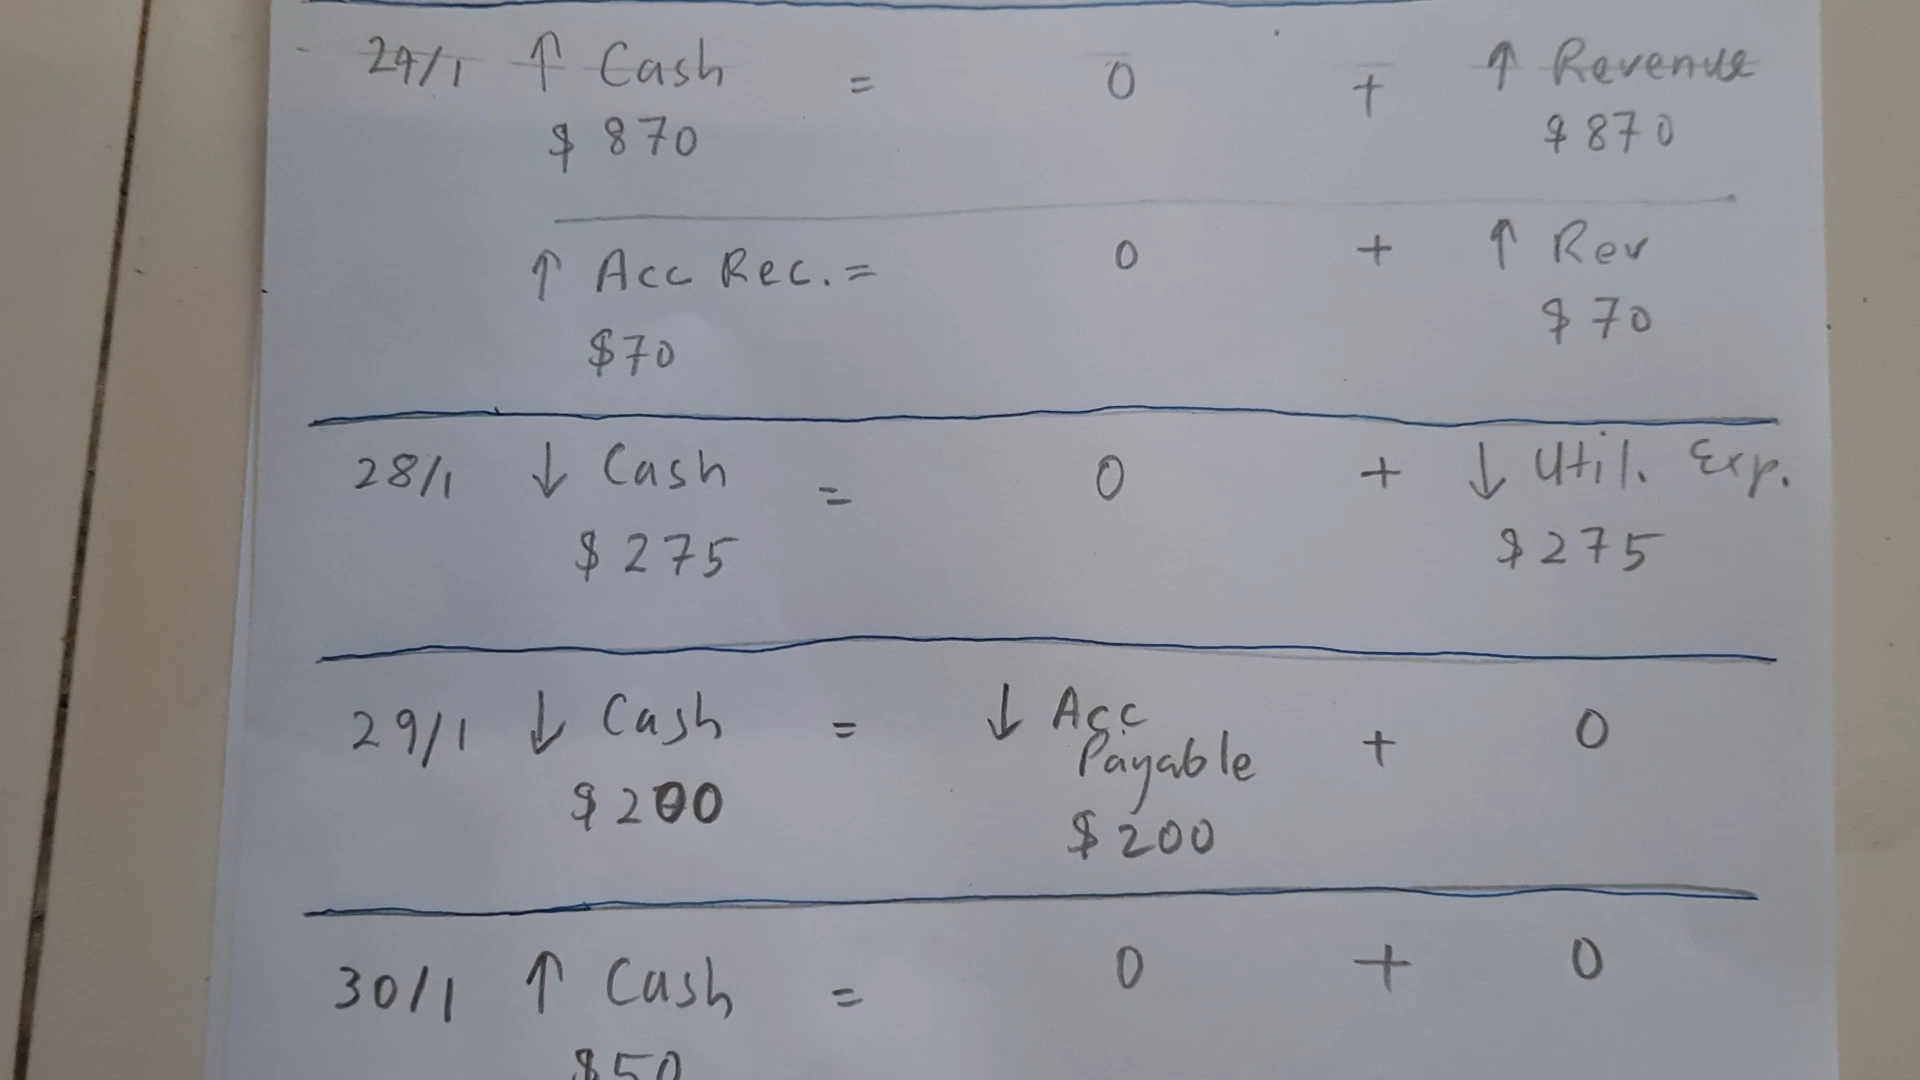 24/1 ↑ Cash = 0 + ↑ Revenue
$ 870 $ 870
↑ Acc Rec. = 0 + ↑ Rev
$70 $ 70
28/1 ↓ Cash = 0 + ↓ Util. Exp.
$ 275 $ 275
29/1 ↓ Cash = ↓ Acc + 0
Payable
$ 200 $ 200
30/1 ↑ Cash = 0 + 0
$50